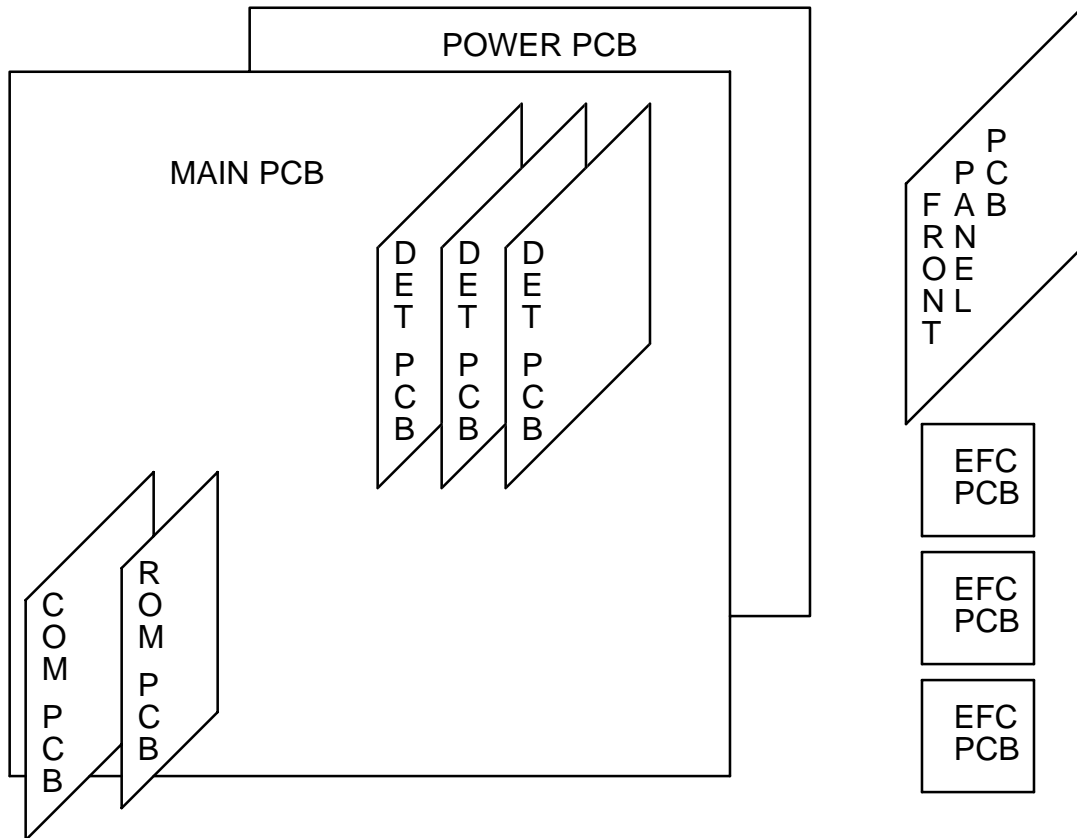 POWER PCB
MAIN PCB
DET PCB
DET PCB
DET PCB
FRONT
PANEL
PCB
COM PCB
ROM PCB
EFC
PCB
EFC
PCB
EFC
PCB